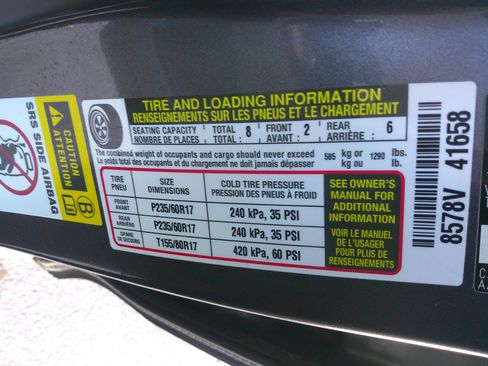 TIRE AND LOADING INFORMATION
RENSEIGNEMENTS SUR LES PNEUS ET LE CHARGEMENT
SEATING CAPACITY TOTAL 8 FRONT 2 REAR 6
NOMBRE DE PLACES : TOTAL : AVANT : ARRIÈRE :
The combined weight of occupants and cargo should never exceed 585 kg or 1290 lbs.
Le poids total des occupants et du chargement ne doit jamais dépasser kg ou lb.
TIRE SIZE COLD TIRE PRESSURE
PNEU DIMENSIONS PRESSION DES PNEUS À FROID
FRONT
AVANT P235/60R17 240 kPa, 35 PSI
REAR
ARRIÈRE P235/60R17 240 kPa, 35 PSI
SPARE
DE SECOURS T155/80R17 420 kPa, 60 PSI
SEE OWNER'S
MANUAL FOR
ADDITIONAL
INFORMATION
VOIR LE MANUEL
DE L'USAGER
POUR PLUS DE
RENSEIGNEMENTS
8578V 41658
SRS SIDE AIRBAG
CAUTION
ATTENTION
B